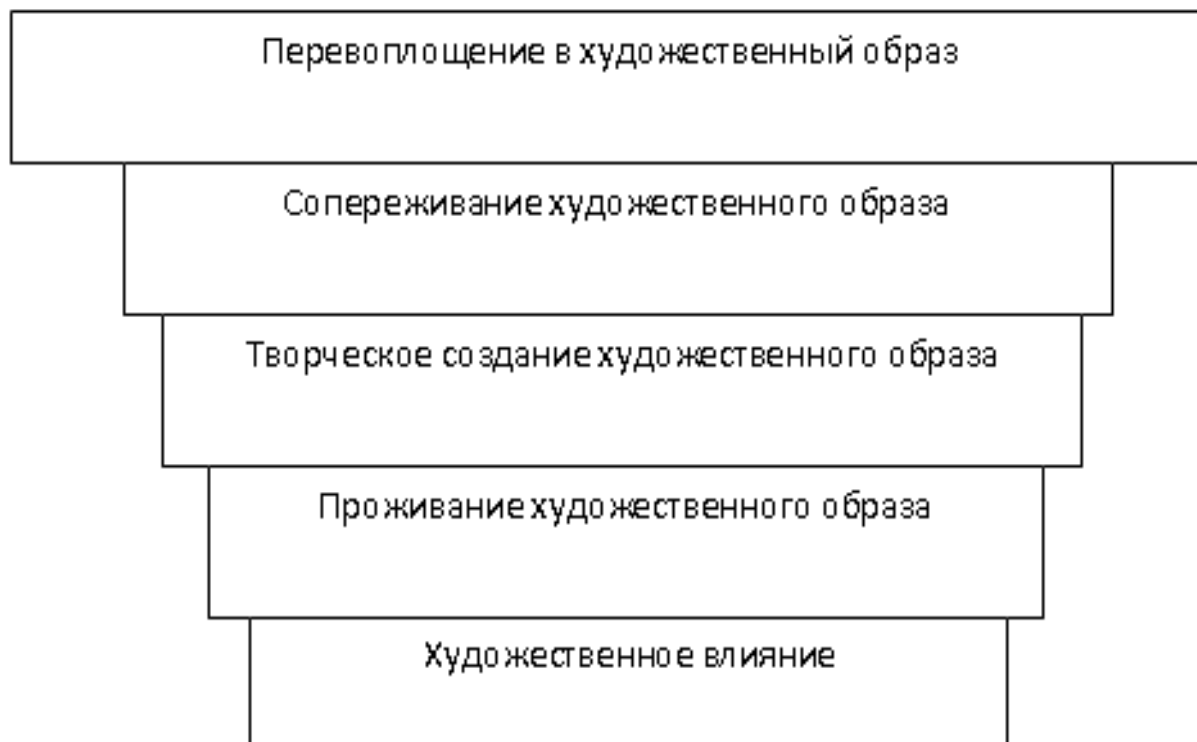 Перевоплощение в художественный образ
Сопереживание художественного образа
Творческое создание художественного образа
Проживание художественного образа
Художественное влияние